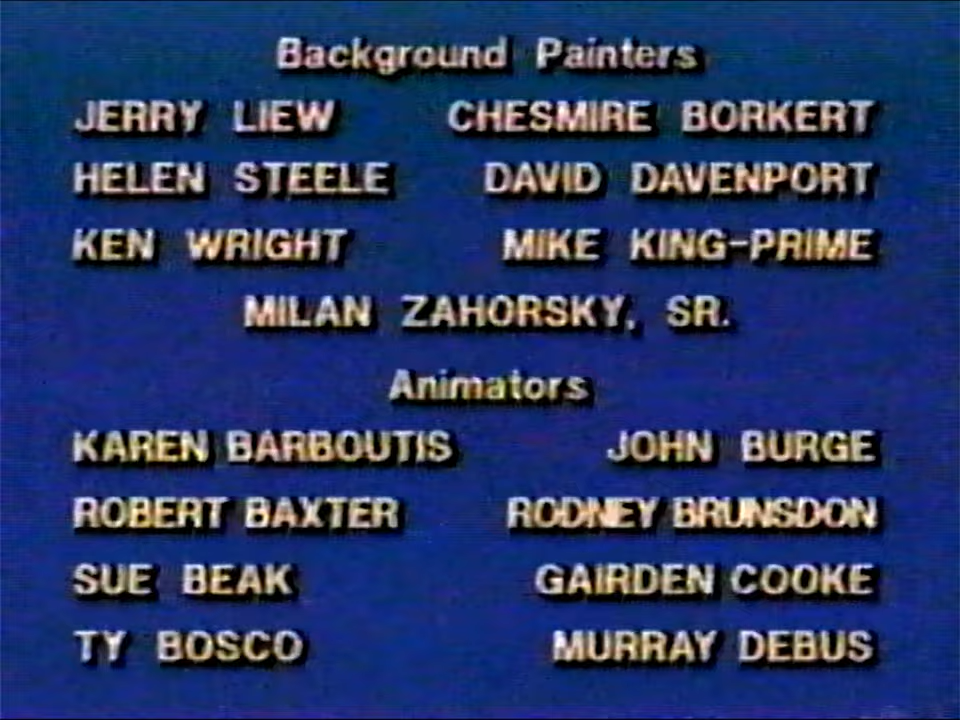 Background Painters
JERRY LIEW CHESMIRE BORKERT
HELEN STEELE DAVID DAVENPORT
KEN WRIGHT MIKE KING-PRIME
MILAN ZAHORSKY, SR.
Animators
KAREN BARBOUTIS JOHN BURGE
ROBERT BAXTER RODNEY BRUNSDON
SUE BEAK GAIRDEN COOKE
TY BOSCO MURRAY DEBUS